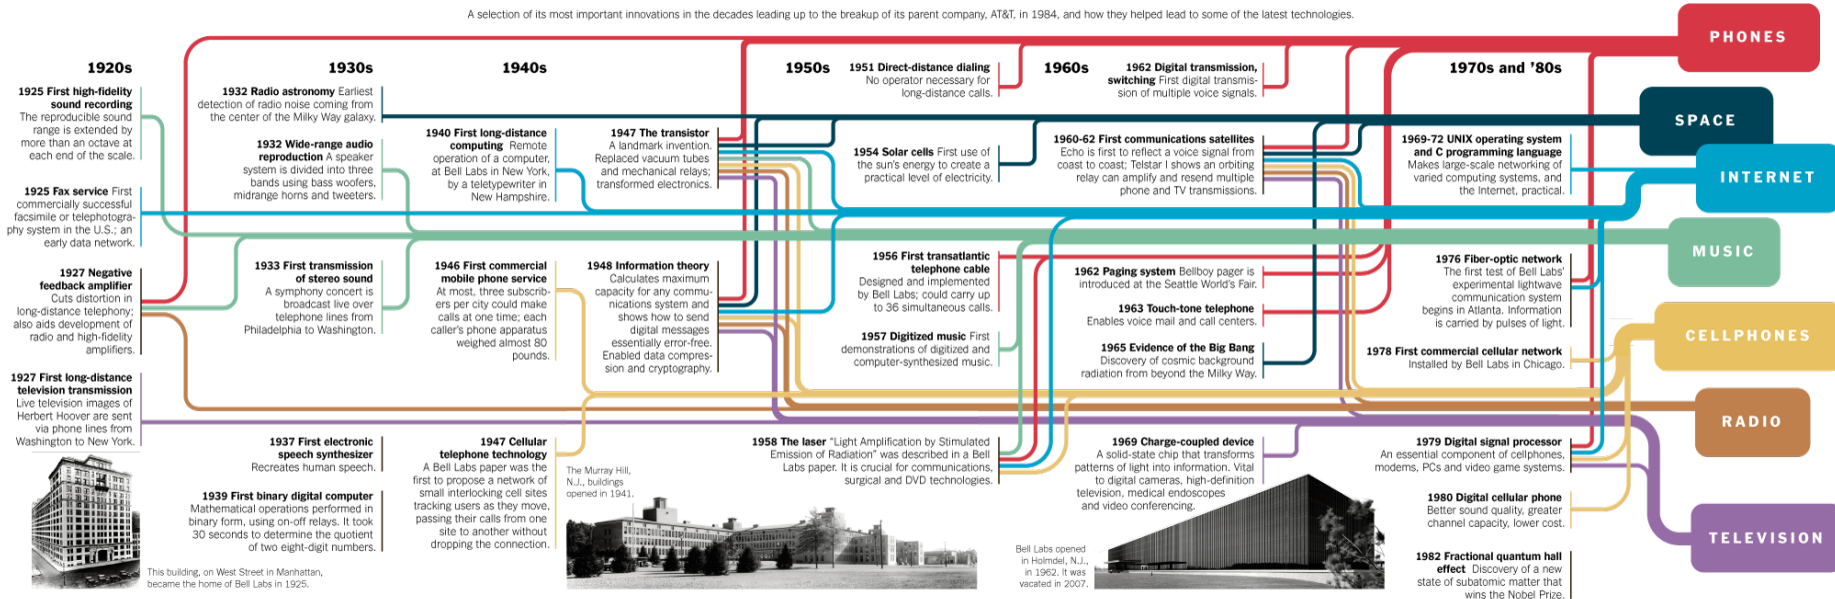 A selection of its most important innovations in the decades leading up to the breakup of its parent company, AT&T, in 1984, and how they helped lead to some of the latest technologies.
1920s
1925 First high-fidelity
sound recording
The reproducible sound
range is extended by
more than an octave at
each end of the scale.
1925 Fax service First
commercially successful
facsimile or telephotogra-
phy system in the U.S.; an
early data network.
1927 Negative
feedback amplifier
Cuts distortion in
long-distance telephony;
also aids development of
radio and high-fidelity
amplifiers.
1927 First long-distance
television transmission
Live television images of
Herbert Hoover are sent
via phone lines from
Washington to New York.
This building, on West Street in Manhattan,
became the home of Bell Labs in 1925.
1930s
1932 Radio astronomy Earliest
detection of radio noise coming from
the center of the Milky Way galaxy.
1932 Wide-range audio
reproduction A speaker
system is divided into three
bands using bass woofers,
midrange horns and tweeters.
1933 First transmission
of stereo sound
A symphony concert is
broadcast live over
telephone lines from
Philadelphia to Washington.
1937 First electronic
speech synthesizer
Recreates human speech.
1939 First binary digital computer
Mathematical operations performed in
binary form, using on-off relays. It took
30 seconds to determine the quotient
of two eight-digit numbers.
1940s
1940 First long-distance
computing Remote
operation of a computer,
at Bell Labs in New York,
by a teletypewriter in
New Hampshire.
1946 First commercial
mobile phone service
At most, three subscrib-
ers per city could make
calls at one time; each
caller's phone apparatus
weighed almost 80
pounds.
1947 Cellular
telephone technology
A Bell Labs paper was the
first to propose a network of
small interlocking cell sites
tracking users as they move,
passing their calls from one
site to another without
dropping the connection.
1947 The transistor
A landmark invention.
Replaced vacuum tubes
and mechanical relays;
transformed electronics.
1948 Information theory
Calculates maximum
capacity for any commu-
nications system and
shows how to send
digital messages
essentially error-free.
Enabled data compres-
sion and cryptography.
The Murray Hill,
N.J., buildings
opened in 1941.
1950s
1951 Direct-distance dialing
No operator necessary for
long-distance calls.
1954 Solar cells First use of
the sun's energy to create a
practical level of electricity.
1956 First transatlantic
telephone cable
Designed and implemented
by Bell Labs; could carry up
to 36 simultaneous calls.
1957 Digitized music First
demonstrations of digitized and
computer-synthesized music.
1958 The laser "Light Amplification by Stimulated
Emission of Radiation" was described in a Bell
Labs paper. It is crucial for communications,
surgical and DVD technologies.
1960s
1962 Digital transmission,
switching First digital transmis-
sion of multiple voice signals.
1960-62 First communications satellites
Echo is first to reflect a voice signal from
coast to coast; Telstar I shows an orbiting
relay can amplify and resend multiple
phone and TV transmissions.
1962 Paging system Bellboy pager is
introduced at the Seattle World's Fair.
1963 Touch-tone telephone
Enables voice mail and call centers.
1965 Evidence of the Big Bang
Discovery of cosmic background
radiation from beyond the Milky Way.
1969 Charge-coupled device
A solid-state chip that transforms
patterns of light into information. Vital
to digital cameras, high-definition
television, medical endoscopes
and video conferencing.
Bell Labs opened
in Holmdel, N.J.,
in 1962. It was
vacated in 2007.
1970s and '80s
1969-72 UNIX operating system
and C programming language
Makes large-scale networking of
varied computing systems, and
the Internet, practical.
1976 Fiber-optic network
The first test of Bell Labs'
experimental lightwave
communication system
begins in Atlanta. Information
is carried by pulses of light.
1978 First commercial cellular network
Installed by Bell Labs in Chicago.
1979 Digital signal processor
An essential component of cellphones,
modems, PCs and video game systems.
1980 Digital cellular phone
Better sound quality, greater
channel capacity, lower cost.
1982 Fractional quantum hall
effect Discovery of a new
state of subatomic matter that
wins the Nobel Prize.
PHONES
SPACE
INTERNET
MUSIC
CELLPHONES
RADIO
TELEVISION